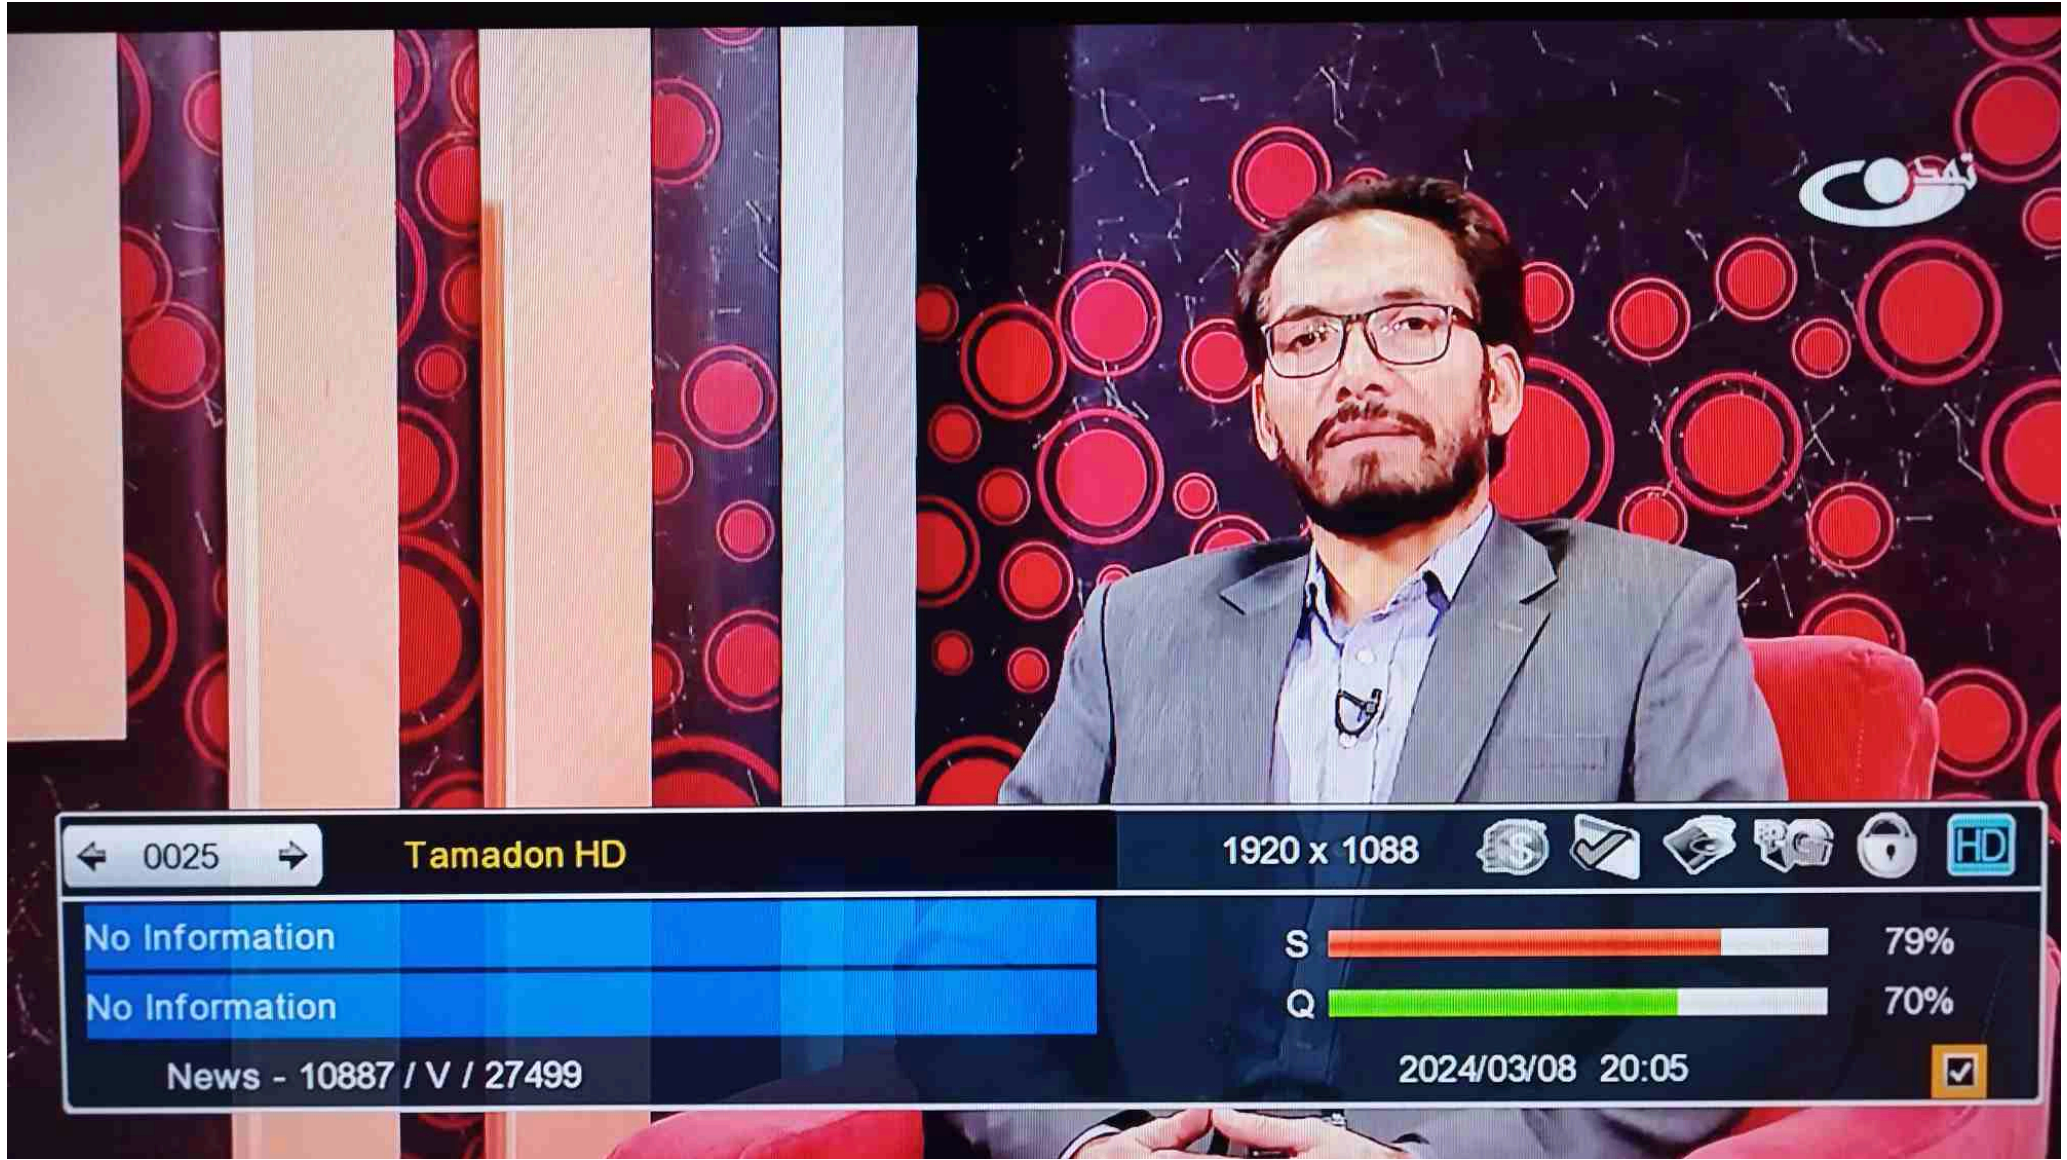 تمدن
0025 Tamadon HD 1920 x 1088 HD
No Information S 79%
No Information Q 70%
News - 10887 / V / 27499 2024/03/08 20:05